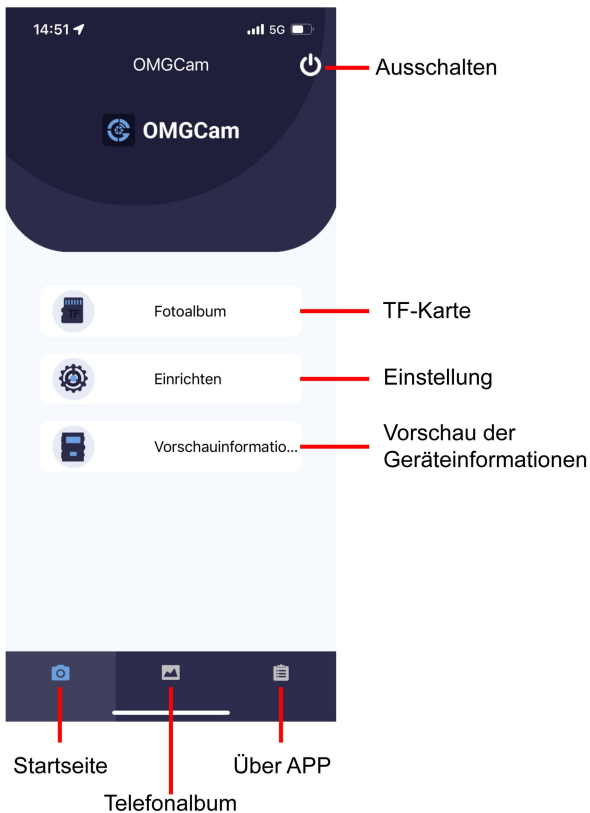 14:51 5G
OMGCam
Ausschalten
OMGCam
TF
Fotoalbum
TF-Karte
Einrichten
Einstellung
Vorschauinformatio...
Vorschau der
Geräteinformationen
Startseite
Über APP
Telefonalbum